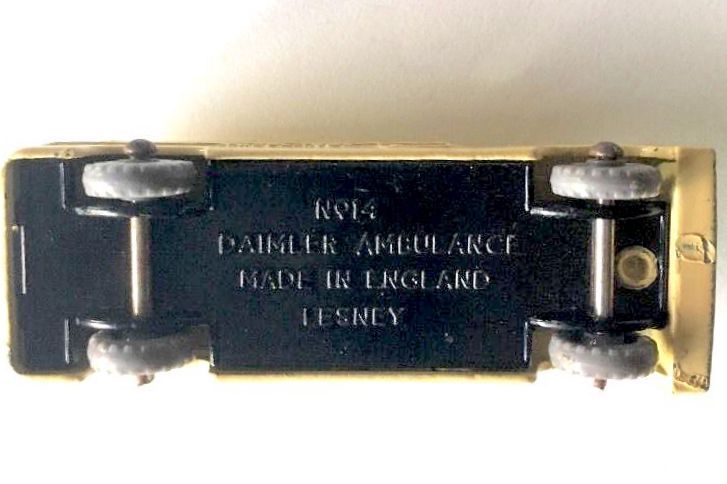 Nº14
DAIMLER AMBULANCE
MADE IN ENGLAND
LESNEY